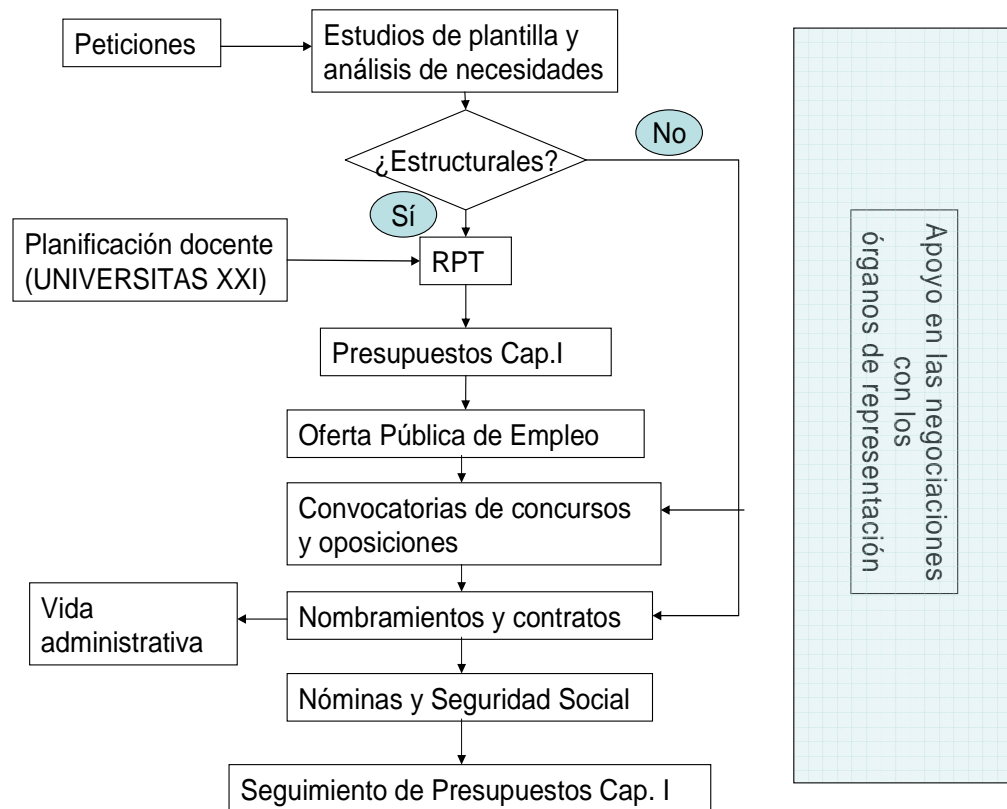 Peticiones
Estudios de plantilla y
análisis de necesidades
¿Estructurales?
No
Sí
Planificación docente
(UNIVERSITAS XXI)
RPT
Presupuestos Cap.I
Oferta Pública de Empleo
Convocatorias de concursos
y oposiciones
Vida
administrativa
Nombramientos y contratos
Nóminas y Seguridad Social
Seguimiento de Presupuestos Cap. I
Apoyo en las negociaciones
con los
órganos de representación